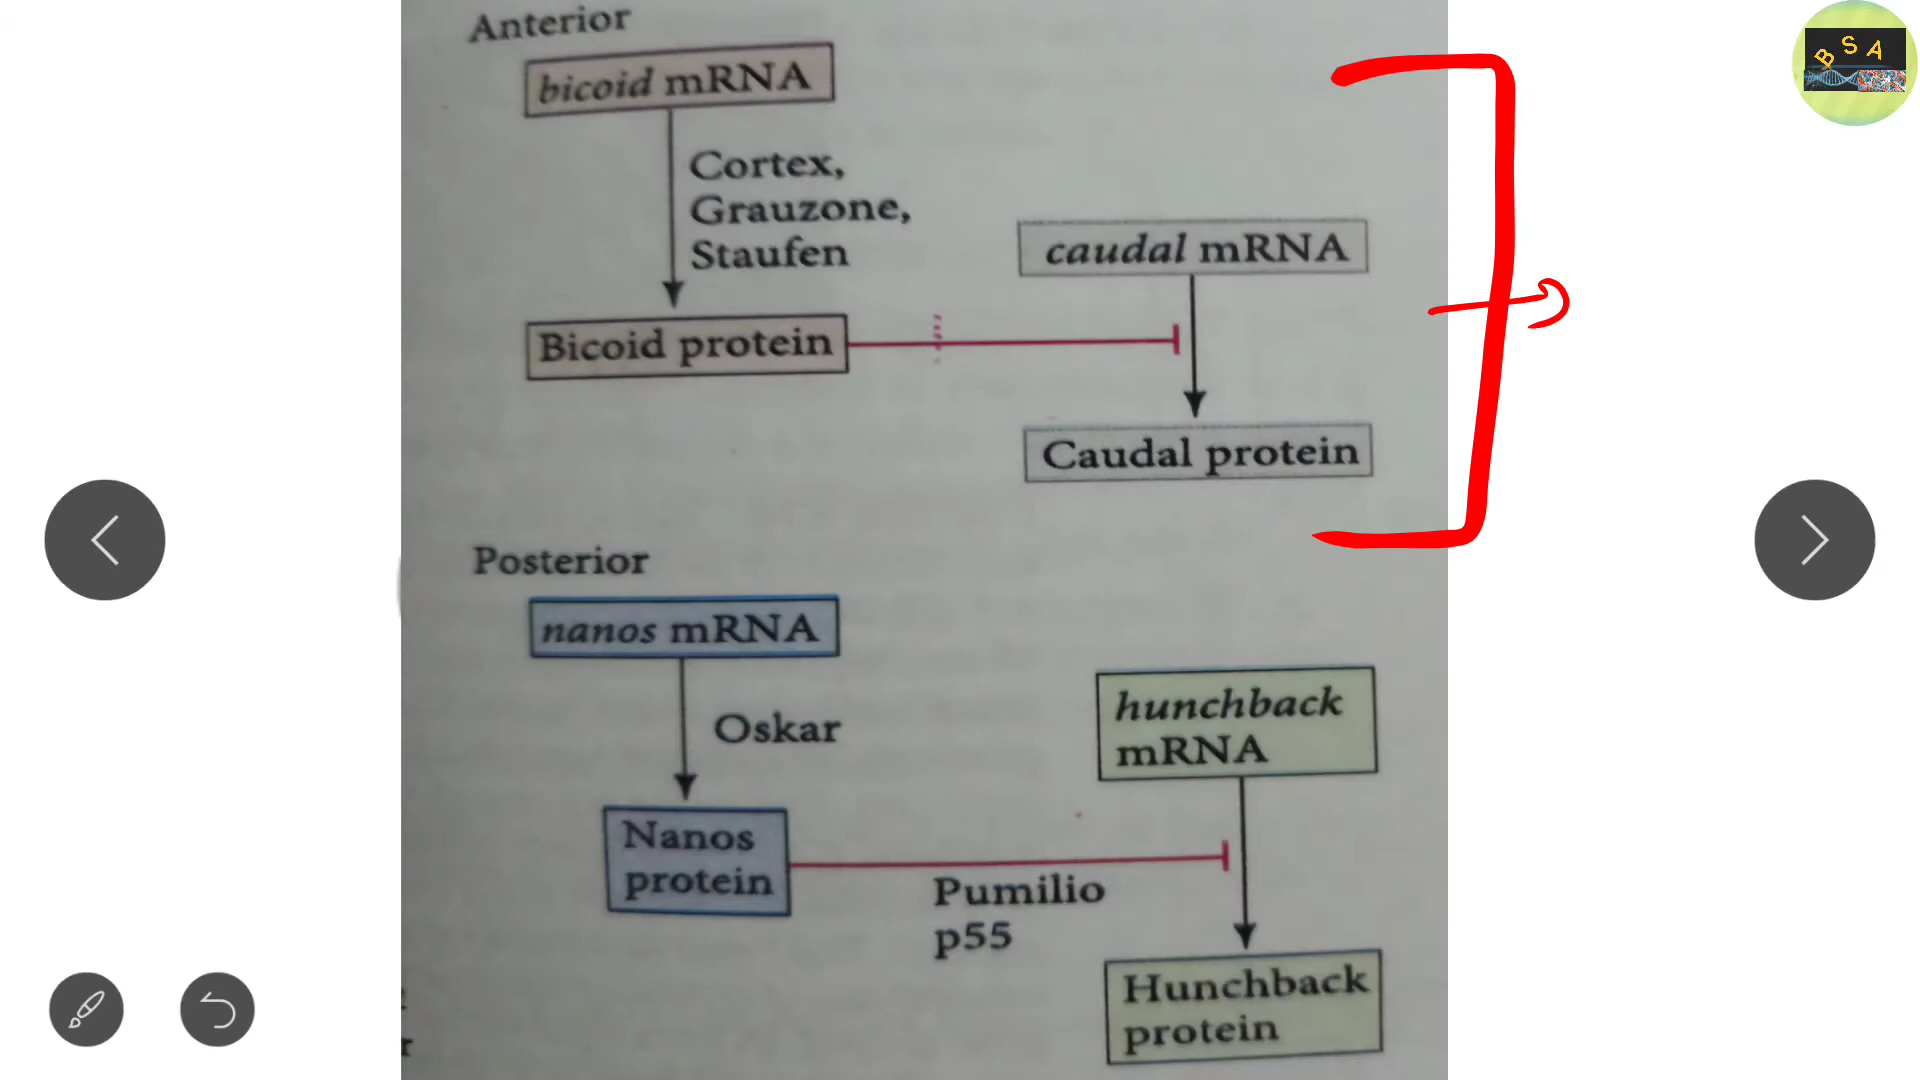 Anterior
bicoid mRNA
Cortex,
Grauzone,
Staufen
caudal mRNA
Bicoid protein
Caudal protein
Posterior
nanos mRNA
hunchback
mRNA
Oskar
Nanos
protein
Pumilio
p55
Hunchback
protein
r
BSA